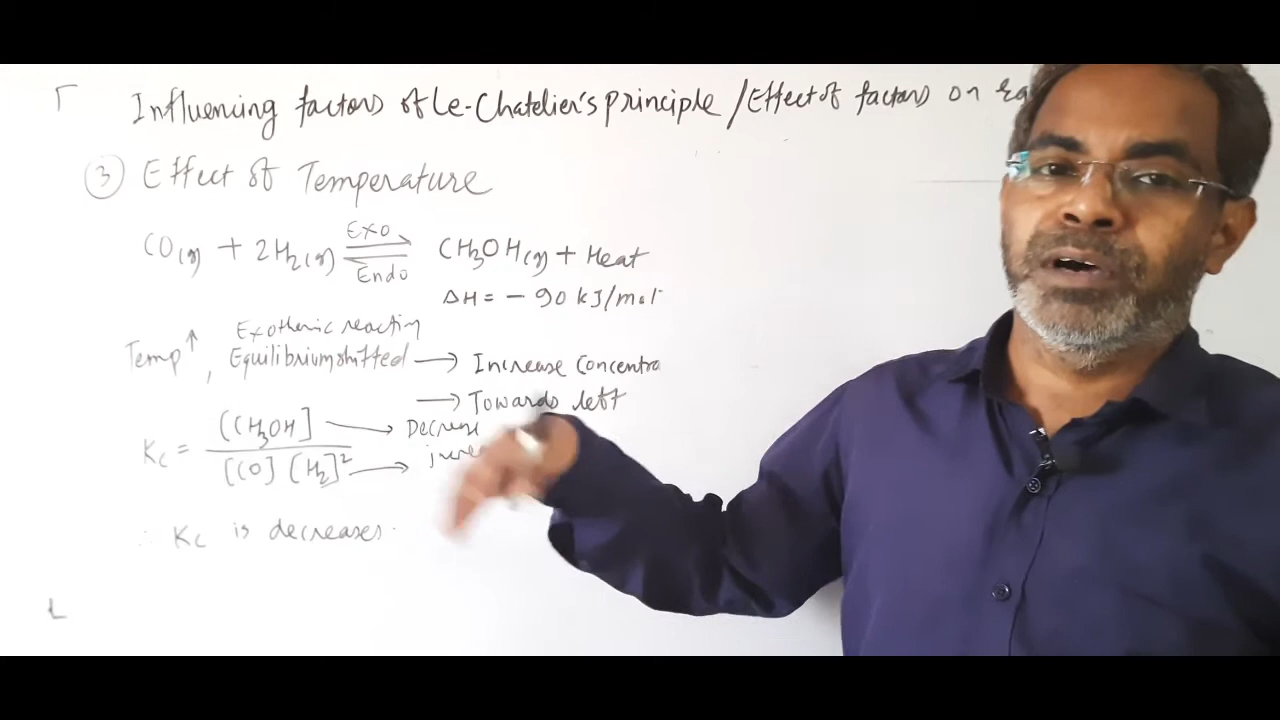 Influencing factors of Le-Chatelier's principle / Effect of factors on
③ Effect of Temperature
CO(g) + 2H₂(g) Exo ⇌ Endo CH₃OH(g) + Heat
ΔH = - 90 kJ/mol
Exothermic reaction
Temp↑, Equilibrium shifted → Increase Concentra
→ Towards left
Kc = [CH₃OH] / [CO] [H₂]² → Decrease
→
∴ Kc is decreases.